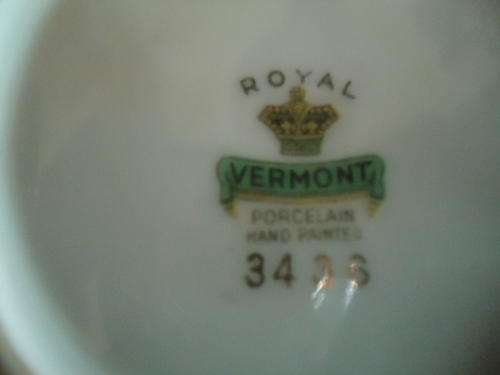 ROYAL
VERMONT
PORCELAIN
HAND PAINTED